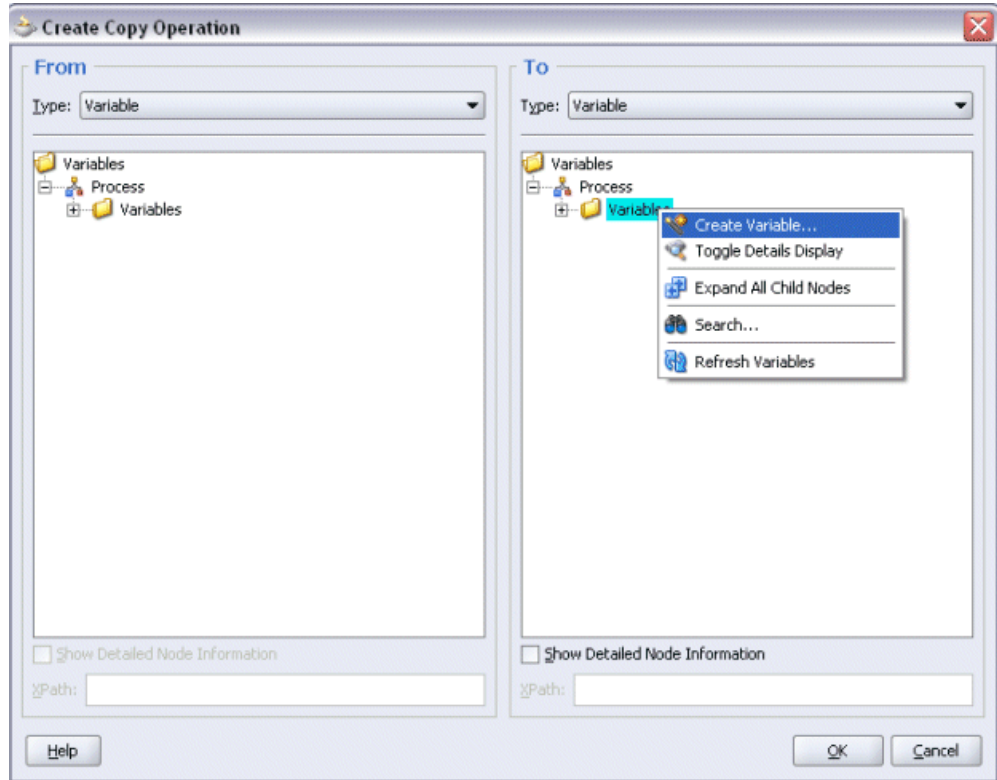 Create Copy Operation
From
Type: Variable
Variables
Process
Variables
Show Detailed Node Information
XPath:
To
Type: Variable
Variables
Process
Variables
Create Variable...
Toggle Details Display
Expand All Child Nodes
Search...
Refresh Variables
Show Detailed Node Information
XPath:
Help
OK
Cancel